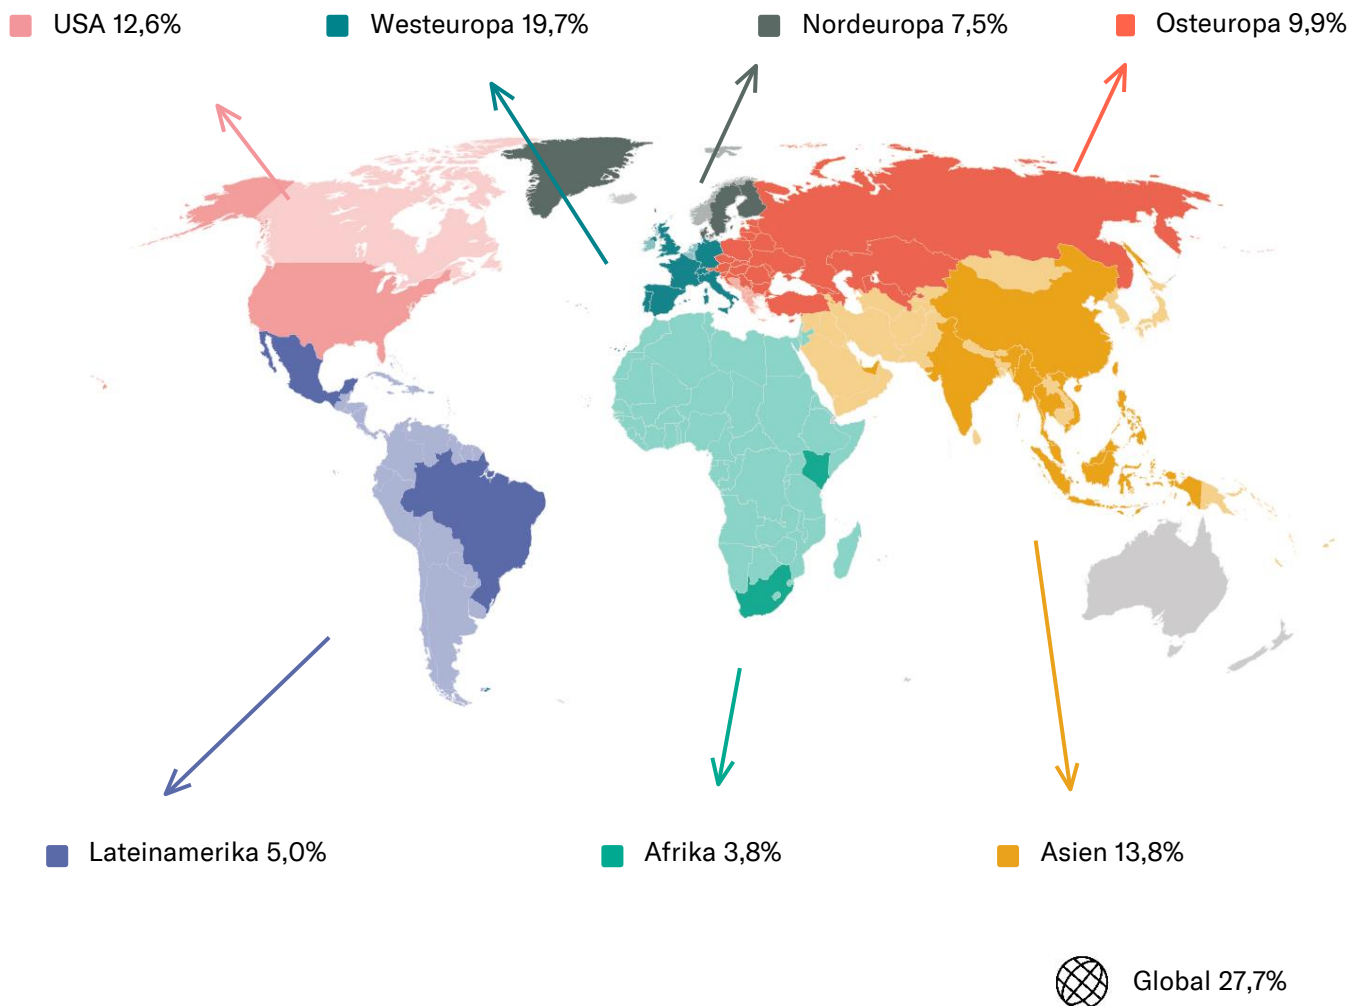 USA 12,6%
Westeuropa 19,7%
Nordeuropa 7,5%
Osteuropa 9,9%
Lateinamerika 5,0%
Afrika 3,8%
Asien 13,8%
Global 27,7%